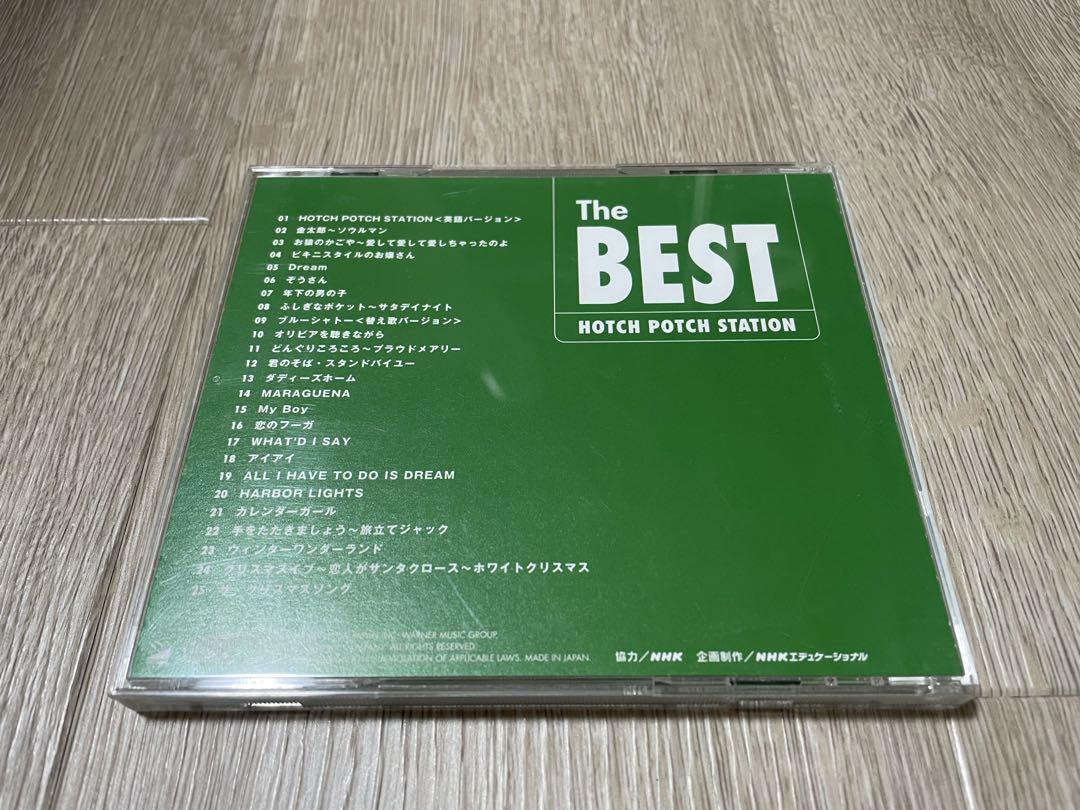 The
BEST
HOTCH POTCH STATION
01 HOTCH POTCH STATION<英語バージョン>
02 金太郎~ソウルマン
03 お猿のかごや~愛して愛して愛しちゃったのよ
04 ビキニスタイルのお嬢さん
05 Dream
06 ぞうさん
07 年下の男の子
08 ふしぎなポケット~サタデイナイト
09 ブルーシャトー<替え歌バージョン>
10 オリビアを聴きながら
11 どんぐりころころ~プラウドメアリー
12 君のそば・スタンドバイユー
13 ダディーズホーム
14 MARAGUENA
15 My Boy
16 恋のフーガ
17 WHAT'D I SAY
18 アイアイ
19 ALL I HAVE TO DO IS DREAM
20 HARBOR LIGHTS
21 カレンダーガール
22 手をたたきましょう~旅立てジャック
23 ウィンターワンダーランド
24 クリスマスイブ~恋人がサンタクロース~ホワイトクリスマス
25 ザ・クリスマスソング
WARNER MUSIC GROUP.
ALL RIGHTS RESERVED.
VIOLATION OF APPLICABLE LAWS. MADE IN JAPAN.
協力/NHK 企画制作/NHKエデュケーショナル